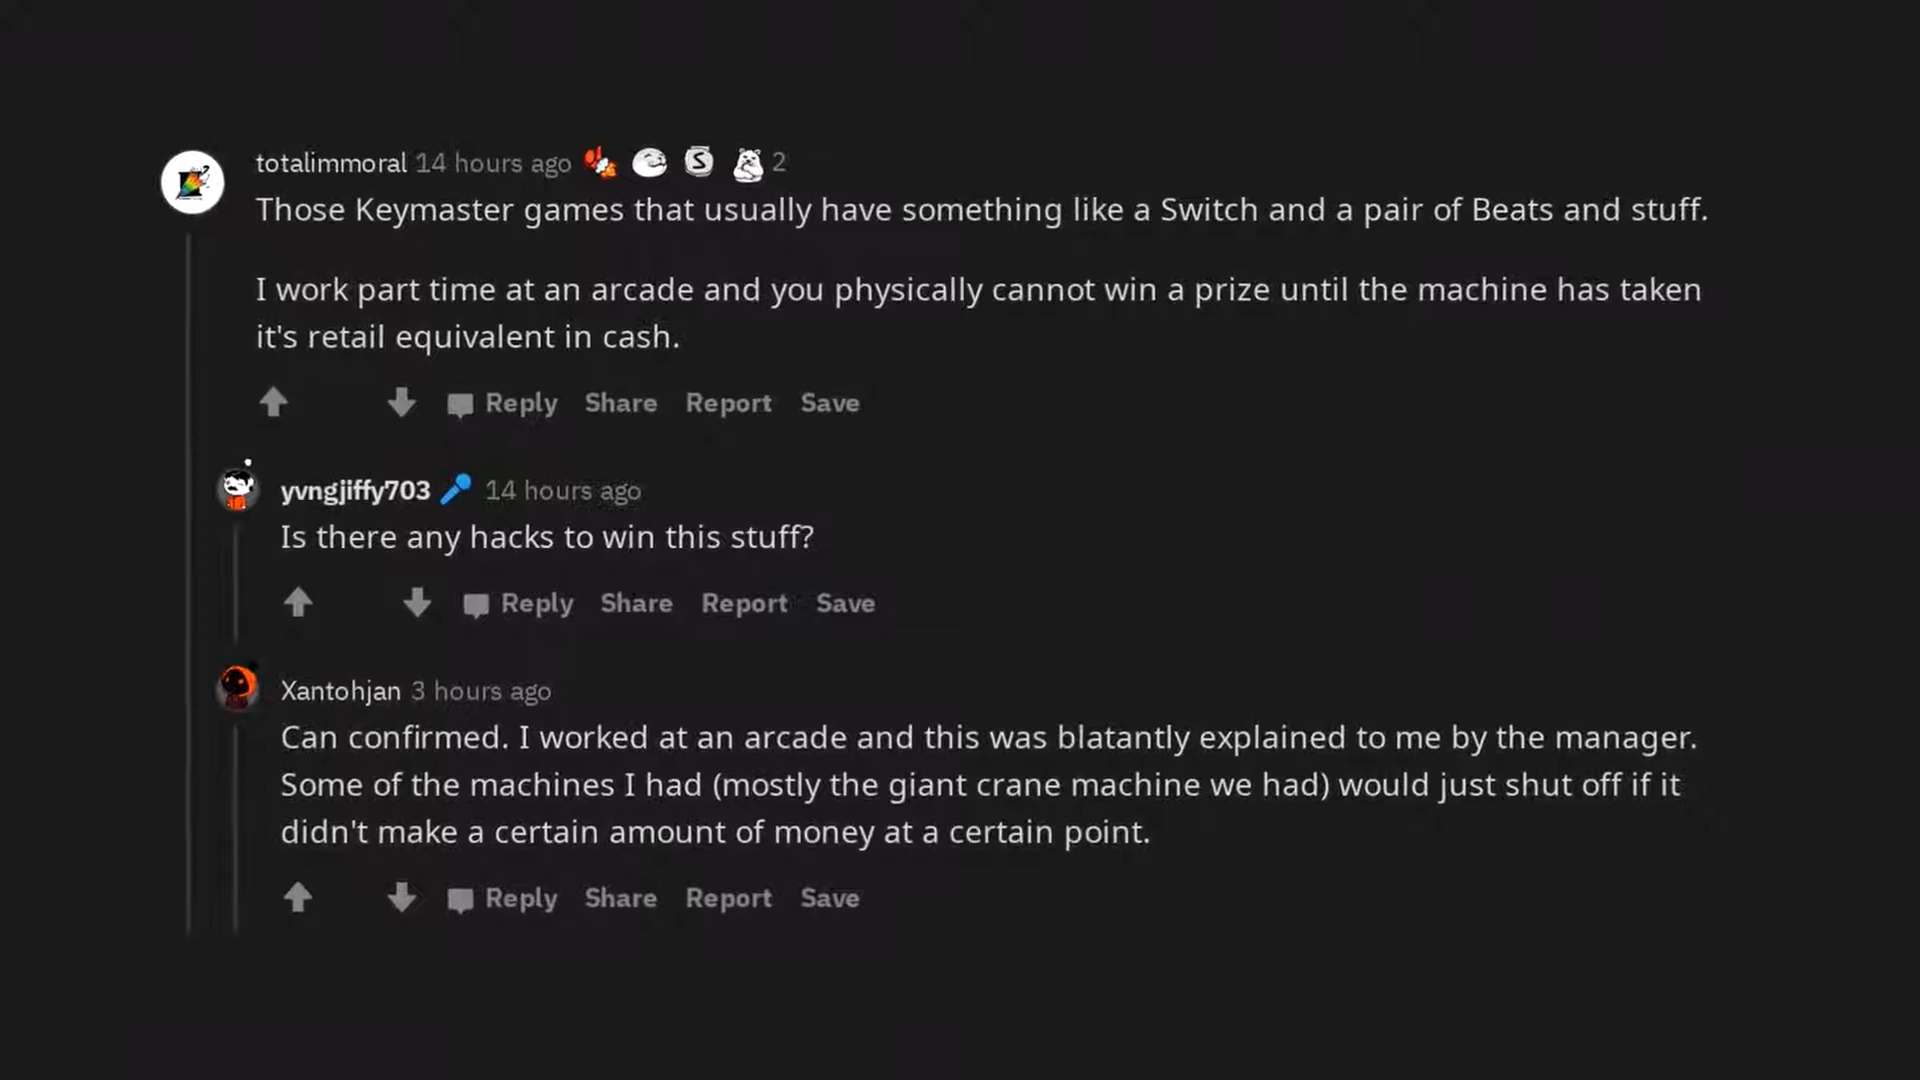 totalimmoral 14 hours ago 2
Those Keymaster games that usually have something like a Switch and a pair of Beats and stuff.
I work part time at an arcade and you physically cannot win a prize until the machine has taken
it's retail equivalent in cash.
Reply Share Report Save
yvngjiffy703 14 hours ago
Is there any hacks to win this stuff?
Reply Share Report Save
Xantohjan 3 hours ago
Can confirmed. I worked at an arcade and this was blatantly explained to me by the manager.
Some of the machines I had (mostly the giant crane machine we had) would just shut off if it
didn't make a certain amount of money at a certain point.
Reply Share Report Save